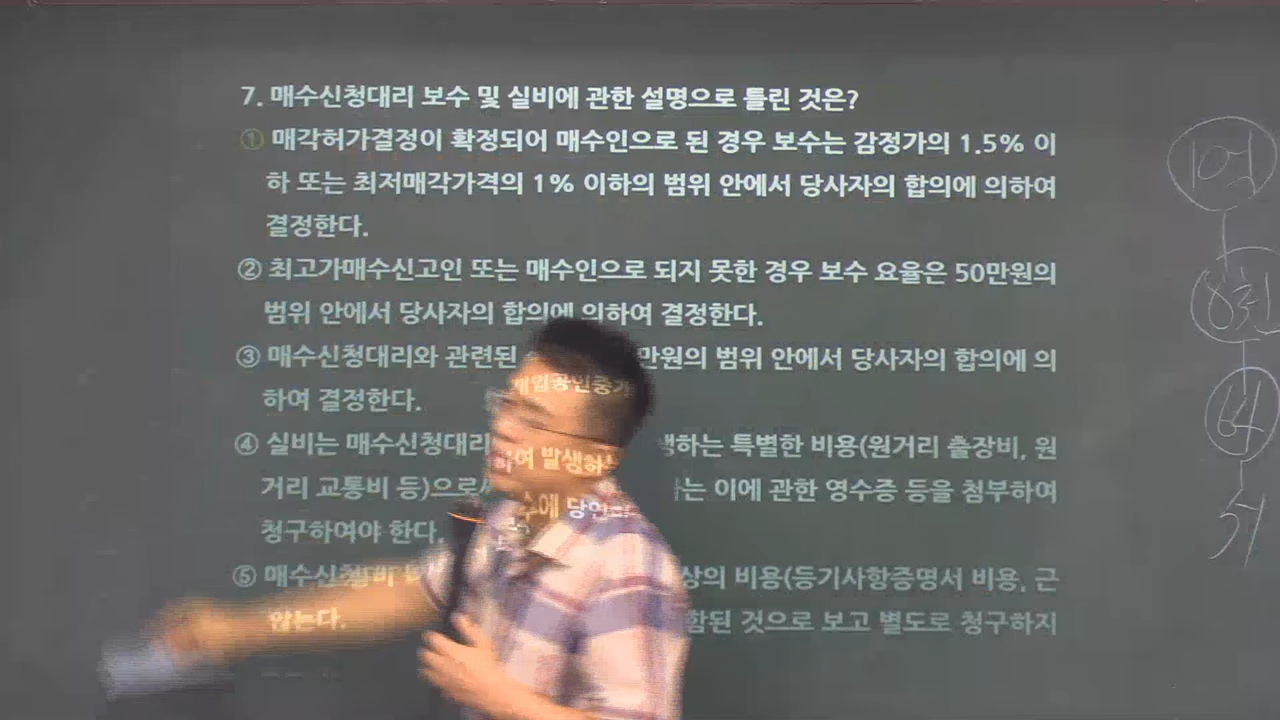 7. 매수신청대리 보수 및 실비에 관한 설명으로 틀린 것은?
① 매각허가결정이 확정되어 매수인으로 된 경우 보수는 감정가의 1.5% 이
하 또는 최저매각가격의 1% 이하의 범위 안에서 당사자의 합의에 의하여
결정한다.
② 최고가매수신고인 또는 매수인으로 되지 못한 경우 보수 요율은 50만원의
범위 안에서 당사자의 합의에 의하여 결정한다.
③ 매수신청대리와 관련된 만원의 범위 안에서 당사자의 합의에 의
하여 결정한다.
④ 실비는 매수신청대리 하는 특별한 비용(원거리 출장비, 원
거리 교통비 등)으로써 는 이에 관한 영수증 등을 첨부하여
청구하여야 한다.
⑤ 매수신청대리 상의 비용(등기사항증명서 비용, 근
함된 것으로 보고 별도로 청구하지
않는다.
1억
64